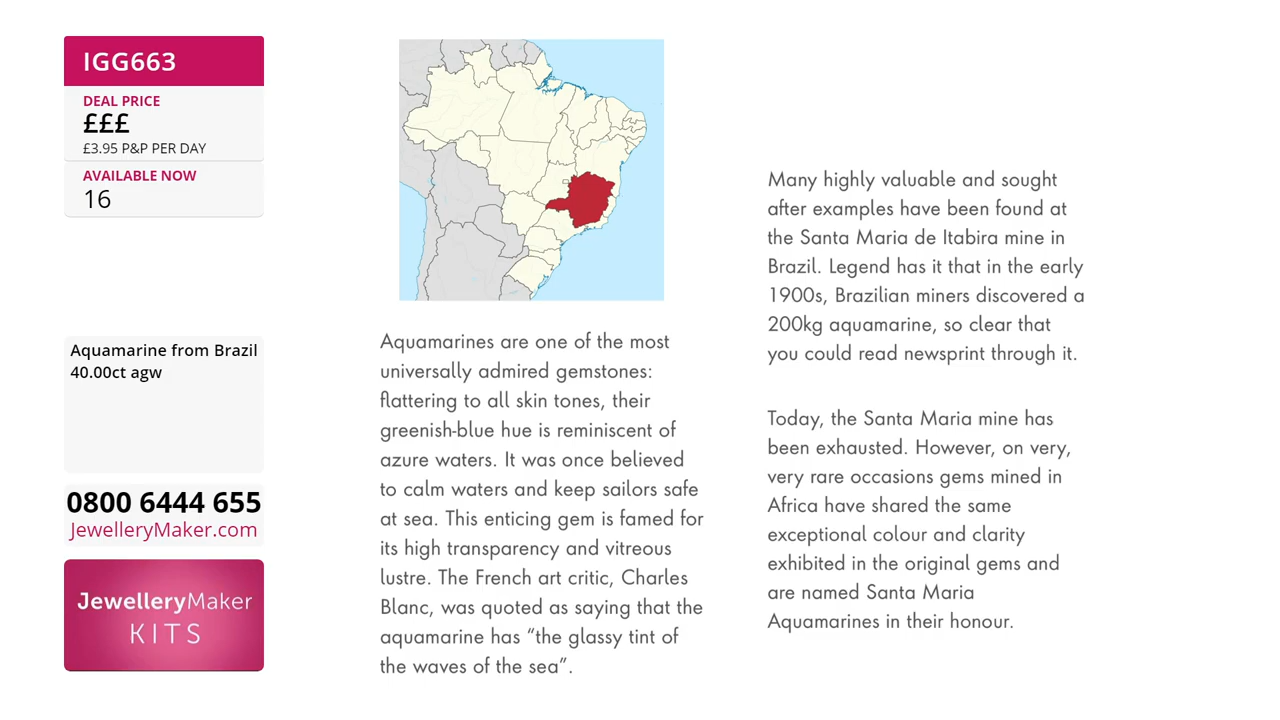 IGG663
DEAL PRICE
£££
£3.95 P&P PER DAY
AVAILABLE NOW
16
Aquamarine from Brazil
40.00ct agw
0800 6444 655
JewelleryMaker.com
JewelleryMaker
KITS
Aquamarines are one of the most
universally admired gemstones:
flattering to all skin tones, their
greenish-blue hue is reminiscent of
azure waters. It was once believed
to calm waters and keep sailors safe
at sea. This enticing gem is famed for
its high transparency and vitreous
lustre. The French art critic, Charles
Blanc, was quoted as saying that the
aquamarine has “the glassy tint of
the waves of the sea”.
Many highly valuable and sought
after examples have been found at
the Santa Maria de Itabira mine in
Brazil. Legend has it that in the early
1900s, Brazilian miners discovered a
200kg aquamarine, so clear that
you could read newsprint through it.
Today, the Santa Maria mine has
been exhausted. However, on very,
very rare occasions gems mined in
Africa have shared the same
exceptional colour and clarity
exhibited in the original gems and
are named Santa Maria
Aquamarines in their honour.